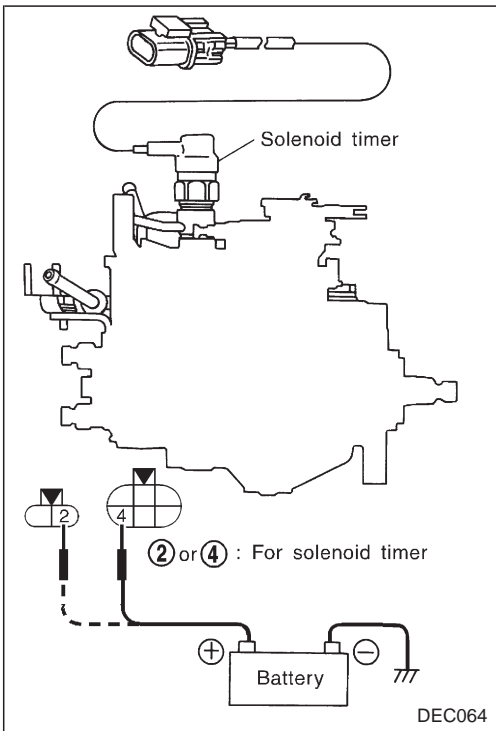 Solenoid timer
2
4
② or ④ : For solenoid timer
+
−
Battery
DEC064